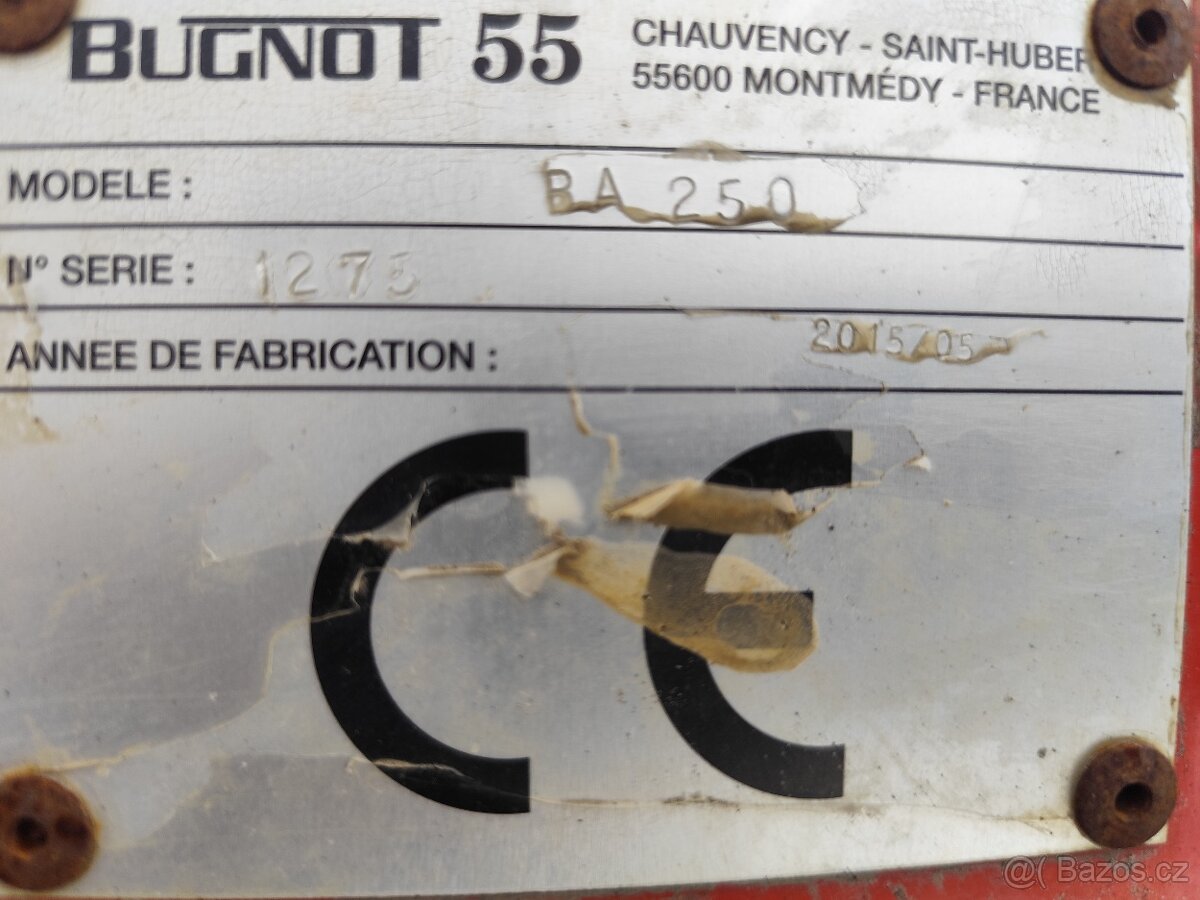 BUGNOT 55
CHAUVENCY - SAINT-HUBER
55600 MONTMÉDY - FRANCE
MODELE : BA 250
N° SERIE : 1275
ANNEE DE FABRICATION : 2015/05
CE
@( Bazoš.cz